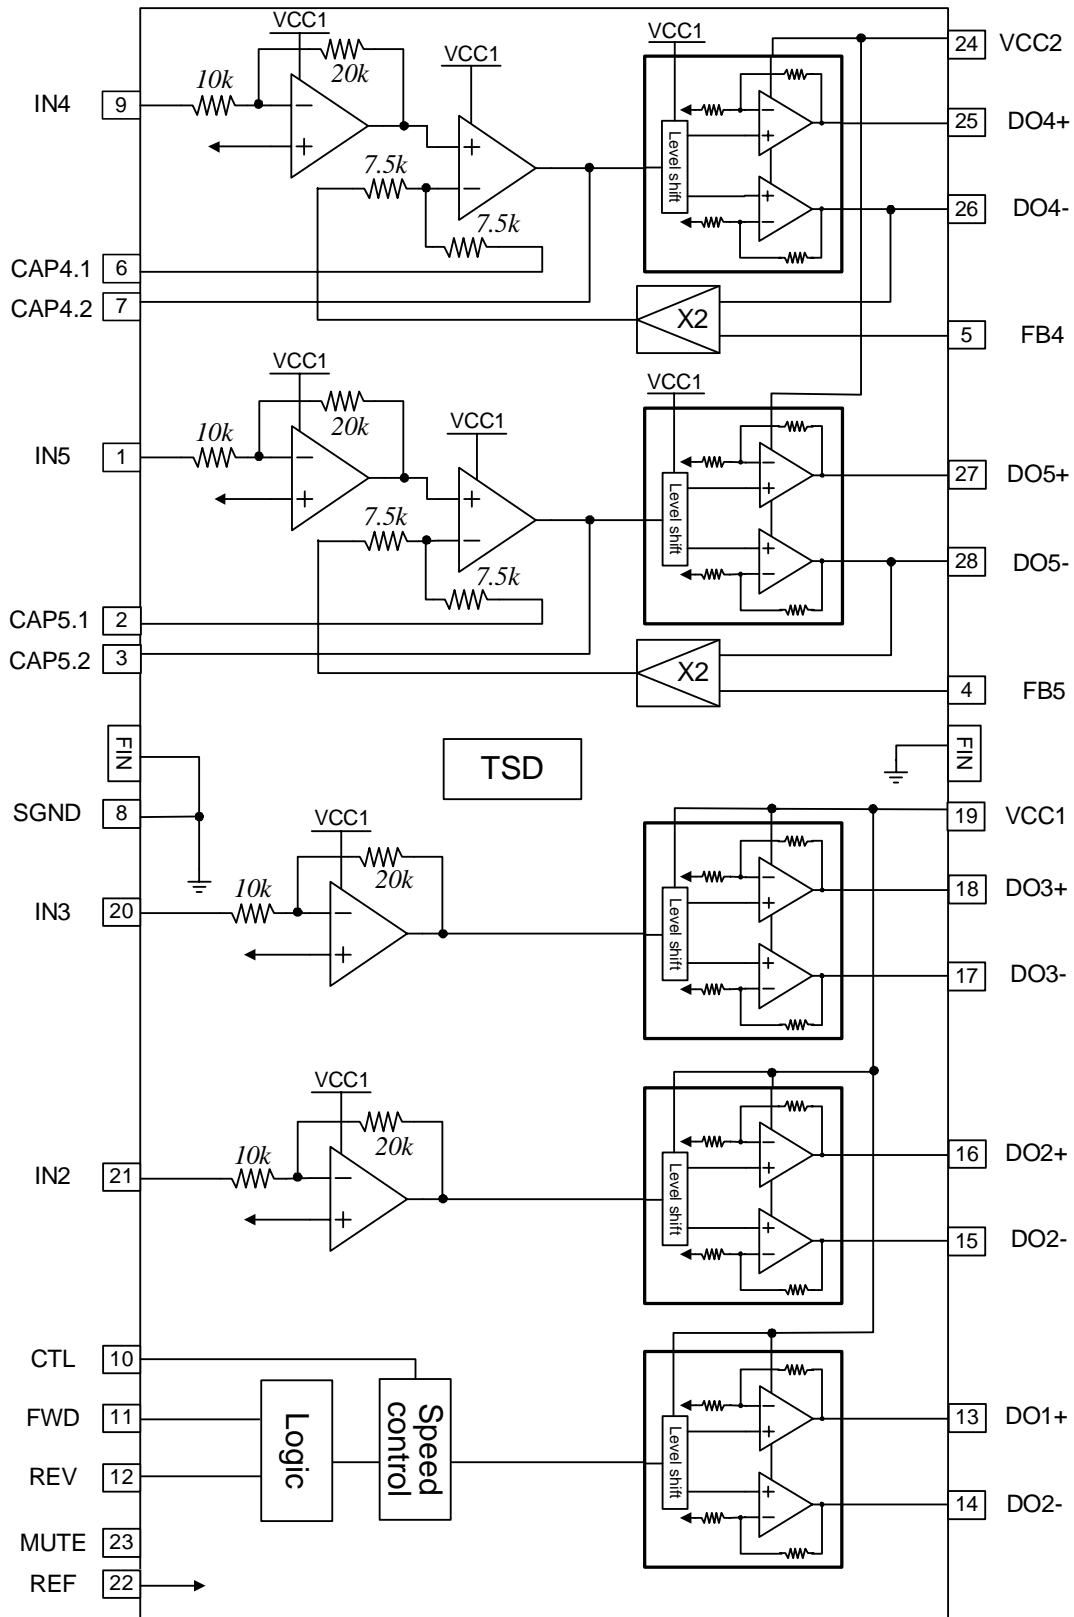 VCC1
VCC1
VCC1
24 VCC2
10k
20k
IN4 9
25 DO4+
Level shift
7.5k
7.5k
26 DO4-
CAP4.1 6
CAP4.2 7
X2
5 FB4
VCC1
VCC1
VCC1
10k
20k
IN5 1
27 DO5+
Level shift
7.5k
7.5k
28 DO5-
CAP5.1 2
CAP5.2 3
X2
4 FB5
FIN
TSD
FIN
SGND 8
VCC1
19 VCC1
20k
10k
IN3 20
18 DO3+
Level shift
17 DO3-
VCC1
20k
10k
IN2 21
16 DO2+
Level shift
15 DO2-
CTL 10
FWD 11
Logic
Speed control
Level shift
13 DO1+
REV 12
14 DO2-
MUTE 23
REF 22